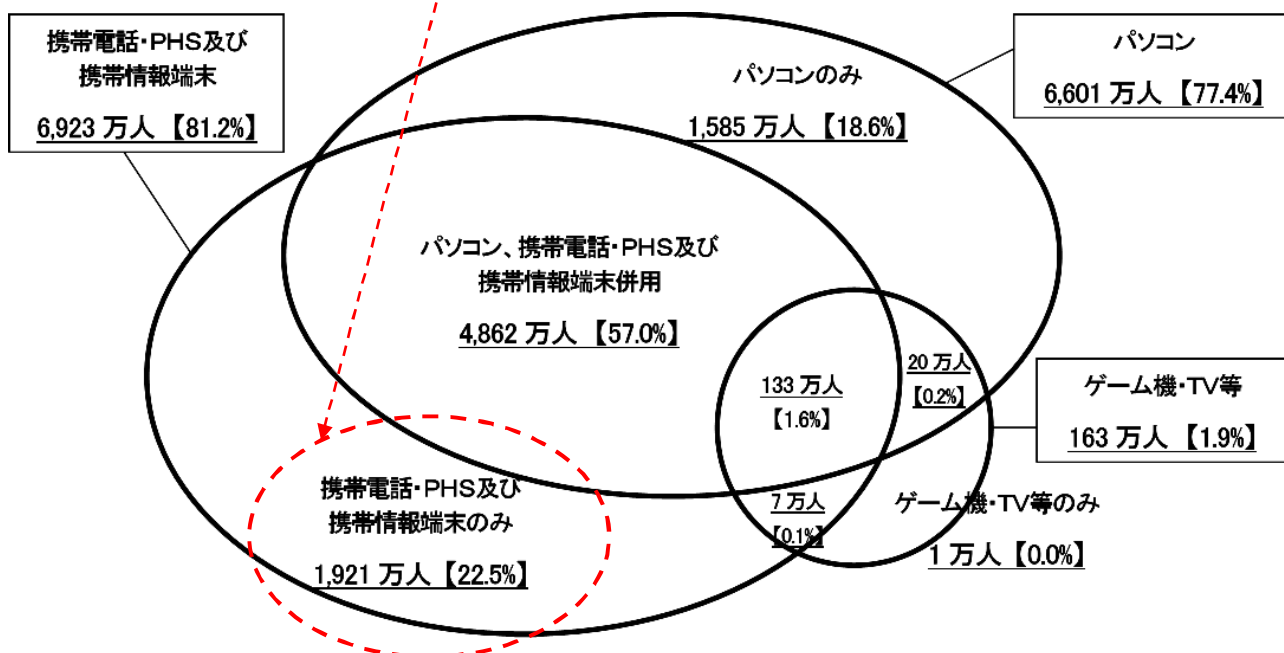 携帯電話・PHS及び
携帯情報端末
6,923 万人 【81.2%】
パソコン
6,601 万人 【77.4%】
パソコンのみ
1,585 万人 【18.6%】
パソコン、携帯電話・PHS及び
携帯情報端末併用
4,862 万人 【57.0%】
133 万人
【1.6%】
20 万人
【0.2%】
ゲーム機・TV等
163 万人 【1.9%】
携帯電話・PHS及び
携帯情報端末のみ
1,921 万人 【22.5%】
7 万人
【0.1%】
ゲーム機・TV等のみ
1 万人 【0.0%】